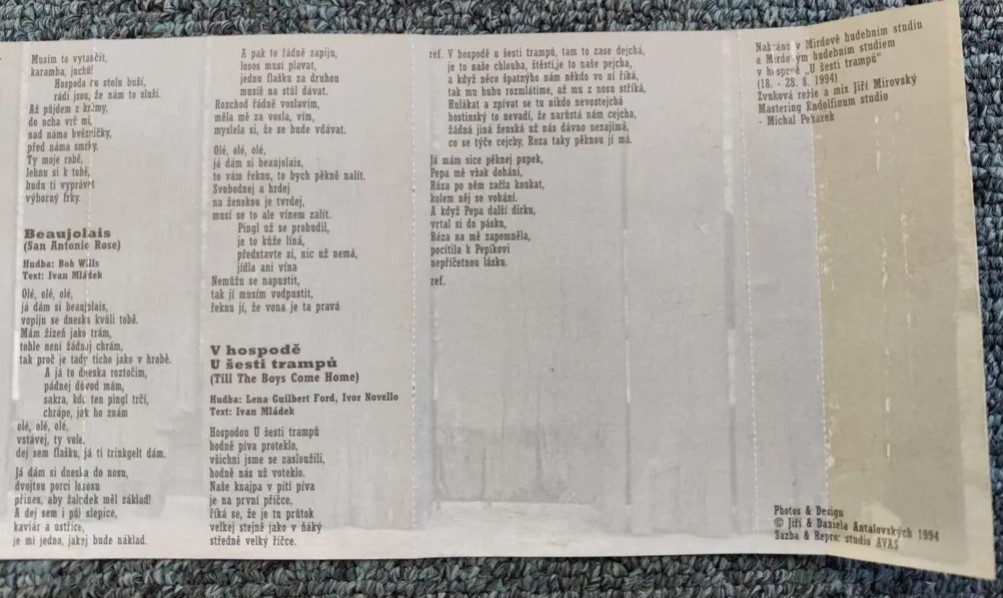 Musím to vytančit,
karamba, juchů!
Hospoda ro stelu buší,
rádi jsou, že nám to sluší.
Až půjdem z krčmy,
do ucha vrč mi,
nad náma hvězdičky,
před náma smrky.
Ty moje robě,
lehnu si k tobě,
budu ti vyprávět
výborný frky.
Beaujolais
(San Antonio Rose)
Hudba: Bob Wills
Text: Ivan Mládek
Olé, olé, olé,
já dám si beaujolais,
vopiju se dneska kvůli tobě.
Mám žízeň jako trám,
tohle není žádnej chrám,
tak proč je tady ticho jako v hrobě.
A já to dneska roztočím,
pádnej důvod mám,
sakra, kde ten pingl trčí,
chrápe, jak ho znám
olé, olé, olé,
vstávej, ty vole,
dej sem flašku, já ti trinkgelt dám.
Já dám si dneska do nosu,
dvojtou porci lososu
přines, aby žaludek měl základ!
A dej sem i půl slepice,
kaviár a ustřice,
je mi jedno, jakej bude náklad.
A pak to řádně zapiju,
losos musí plavat,
jednu flašku za druhou
musíš na stůl dávat.
Rozchod řádně voslavím,
měla mě za vosla, vím,
myslela si, že se bude vdávat.
Olé, olé, olé,
já dám si beaujolais,
to vám řeknu, to bych pěkně nalít.
Svobodnej a hrdej
na ženskou je tvrdej,
musí se to ale vínem zalít.
Pingl už se probudil,
je to kůže líná,
představte si, nic už nemá,
jídla ani vína
Nemůžu se napustit,
tak jí musím vodpustit,
řeknu jí, že vona je ta pravá
V hospodě
U šesti trampů
(Till The Boys Come Home)
Hudba: Lena Guilbert Ford, Ivor Novello
Text: Ivan Mládek
Hospodou U šesti trampů
hodně piva proteklo,
všichni jsme se zasloužili,
hodně nás už voteklo.
Naše knajpa v pití piva
je na první příčce,
říká se, že je tu průtok
velkej stejně jako v ňáký
středně velký říčce.
ref. V hospodě u šesti trampů, tam to zase dejchá,
je to naše chlouba, štěstí, je to naše pejcha,
a když něco špatnýho nám někdo vo ní říká,
tak mu hubu rozmlátíme, až mu z nosu stříká,
Hulákat a zpívat se tu nikdo nevostejchá
hostinský to nevadí, že narůstá nám cejcha,
žádná jiná ženská už nás dávno nezajímá,
co se týče cejchy, Roza taky pěknou jí má.
Já mám sice pěknej pupek,
Pepa mě však dohání,
Róza po něm začla koukat,
kolem něj se vohání.
A když Pepa další dírku,
vrtal si do pásku,
Róza na mě zapomněla,
pocítila k Pepíkovi
nepříčetnou lásku.
ref.
Nahráno v Mirdově hudebním studiu
a Mirdovým hudebním studiem
v hospodě „U šesti trampů"
(18. - 28. 8. 1994)
Zvuková režie a mix Jiří Mirovský
Mastering Rudolfinum studio
- Michal Pekárek
Photos & Design
© Jiří & Daniela Antalovských 1994
Sazba & Repro: studio AVAS